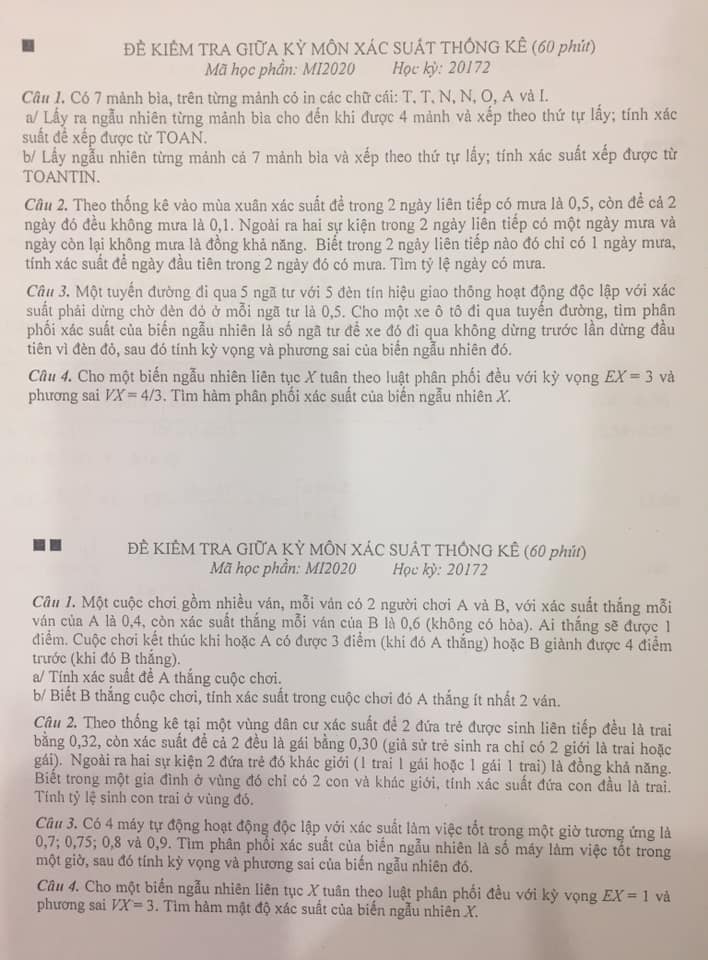 ĐỀ KIỂM TRA GIỮA KỲ MÔN XÁC SUẤT THỐNG KÊ (60 phút)
Mã học phần: MI2020 Học kỳ: 20172
Câu 1. Có 7 mảnh bìa, trên từng mảnh có in các chữ cái: T, T, N, N, O, A và I.
a/ Lấy ra ngẫu nhiên từng mảnh bìa cho đến khi được 4 mảnh và xếp theo thứ tự lấy; tính xác
suất để xếp được từ TOAN.
b/ Lấy ngẫu nhiên từng mảnh cả 7 mảnh bìa và xếp theo thứ tự lấy; tính xác suất xếp được từ
TOANTIN.
Câu 2. Theo thống kê vào mùa xuân xác suất để trong 2 ngày liên tiếp có mưa là 0,5, còn để cả 2
ngày đó đều không mưa là 0,1. Ngoài ra hai sự kiện trong 2 ngày liên tiếp có một ngày mưa và
ngày còn lại không mưa là đồng khả năng. Biết trong 2 ngày liên tiếp nào đó chỉ có 1 ngày mưa,
tính xác suất để ngày đầu tiên trong 2 ngày đó có mưa. Tìm tỷ lệ ngày có mưa.
Câu 3. Một tuyến đường đi qua 5 ngã tư với 5 đèn tín hiệu giao thông hoạt động độc lập với xác
suất phải dừng chờ đèn đỏ ở mỗi ngã tư là 0,5. Cho một xe ô tô đi qua tuyến đường, tìm phân
phối xác suất của biến ngẫu nhiên là số ngã tư để xe đó đi qua không dừng trước lần dừng đầu
tiên vì đèn đỏ, sau đó tính kỳ vọng và phương sai của biến ngẫu nhiên đó.
Câu 4. Cho một biến ngẫu nhiên liên tục X tuân theo luật phân phối đều với kỳ vọng EX = 3 và
phương sai VX = 4/3. Tìm hàm phân phối xác suất của biến ngẫu nhiên X.
ĐỀ KIỂM TRA GIỮA KỲ MÔN XÁC SUẤT THỐNG KÊ (60 phút)
Mã học phần: MI2020 Học kỳ: 20172
Câu 1. Một cuộc chơi gồm nhiều ván, mỗi ván có 2 người chơi A và B, với xác suất thắng mỗi
ván của A là 0,4, còn xác suất thắng mỗi ván của B là 0,6 (không có hòa). Ai thắng sẽ được 1
điểm. Cuộc chơi kết thúc khi hoặc A có được 3 điểm (khi đó A thắng) hoặc B giành được 4 điểm
trước (khi đó B thắng).
a/ Tính xác suất để A thắng cuộc chơi.
b/ Biết B thắng cuộc chơi, tính xác suất trong cuộc chơi đó A thắng ít nhất 2 ván.
Câu 2. Theo thống kê tại một vùng dân cư xác suất để 2 đứa trẻ được sinh liên tiếp đều là trai
bằng 0,32, còn xác suất để cả 2 đều là gái bằng 0,30 (giả sử trẻ sinh ra chỉ có 2 giới là trai hoặc
gái). Ngoài ra hai sự kiện 2 đứa trẻ đó khác giới (1 trai 1 gái hoặc 1 gái 1 trai) là đồng khả năng.
Biết trong một gia đình ở vùng đó chỉ có 2 con và khác giới, tính xác suất đứa con đầu là trai.
Tính tỷ lệ sinh con trai ở vùng đó.
Câu 3. Có 4 máy tự động hoạt động độc lập với xác suất làm việc tốt trong một giờ tương ứng là
0,7; 0,75; 0,8 và 0,9. Tìm phân phối xác suất của biến ngẫu nhiên là số máy làm việc tốt trong
một giờ, sau đó tính kỳ vọng và phương sai của biến ngẫu nhiên đó.
Câu 4. Cho một biến ngẫu nhiên liên tục X tuân theo luật phân phối đều với kỳ vọng EX = 1 và
phương sai VX = 3. Tìm hàm mật độ xác suất của biến ngẫu nhiên X.